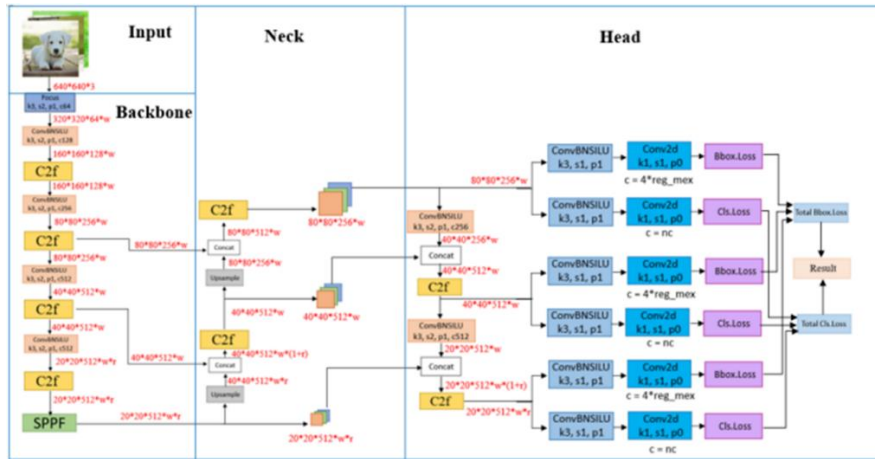 Input
Neck
Head
640*640*3
Backbone
Focus
k3, s2, p1, c64
320*320*64*w
ConvBNSILU
k3, s2, p1, c128
160*160*128*w
C2f
160*160*128*w
ConvBNSILU
k3, s2, p1, c256
80*80*256*w
C2f
80*80*256*w
ConvBNSILU
k3, s2, p1, c512
40*40*512*w
C2f
40*40*512*w
ConvBNSILU
k3, s2, p1, c512
20*20*512*w*r
C2f
20*20*512*w*r
SPPF
20*20*512*w*r
80*80*256*w
40*40*512*w
C2f
80*80*512*w
Concat
80*80*256*w
Upsample
40*40*512*w
C2f
40*40*512*w*(1+r)
Concat
40*40*512*w*r
Upsample
80*80*256*w
40*40*512*w
20*20*512*w*r
80*80*256*w
ConvBNSILU
k3, s2, p1, c256
40*40*256*w
Concat
40*40*512*w
C2f
40*40*512*w
ConvBNSILU
k3, s2, p1, c512
20*20*512*w
Concat
20*20*512*w*(1+r)
C2f
20*20*512*w*r
ConvBNSILU
k3, s1, p1
Conv2d
k1, s1, p0
Bbox.Loss
c = 4*reg_mex
ConvBNSILU
k3, s1, p1
Conv2d
k1, s1, p0
Cls.Loss
c = nc
ConvBNSILU
k3, s1, p1
Conv2d
k1, s1, p0
Bbox.Loss
c = 4*reg_mex
ConvBNSILU
k3, s1, p1
Conv2d
k1, s1, p0
Cls.Loss
c = nc
ConvBNSILU
k3, s1, p1
Conv2d
k1, s1, p0
Bbox.Loss
c = 4*reg_mex
ConvBNSILU
k3, s1, p1
Conv2d
k1, s1, p0
Cls.Loss
c = nc
Total Bbox.Loss
Result
Total Cls.Loss